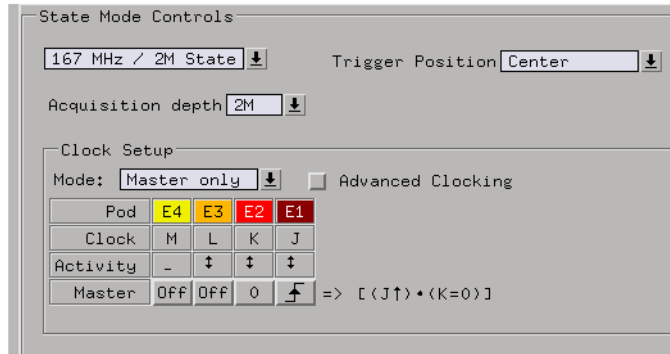 State Mode Controls
167 MHz / 2M State Trigger Position Center
Acquisition depth 2M
Clock Setup
Mode: Master only Advanced Clocking
Pod E4 E3 E2 E1
Clock M L K J
Activity - ↕ ↕ ↕
Master Off Off 0 => [(J↑)•(K=0)]